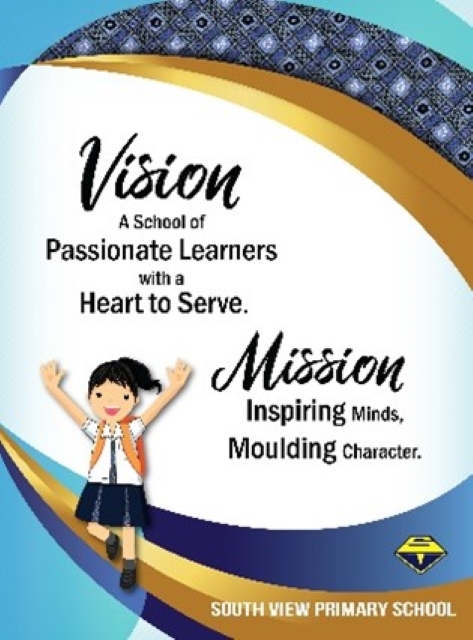 Vision
A School of
Passionate Learners
with a
Heart to Serve.
Mission
Inspiring Minds,
Moulding Character.
SOUTH VIEW PRIMARY SCHOOL